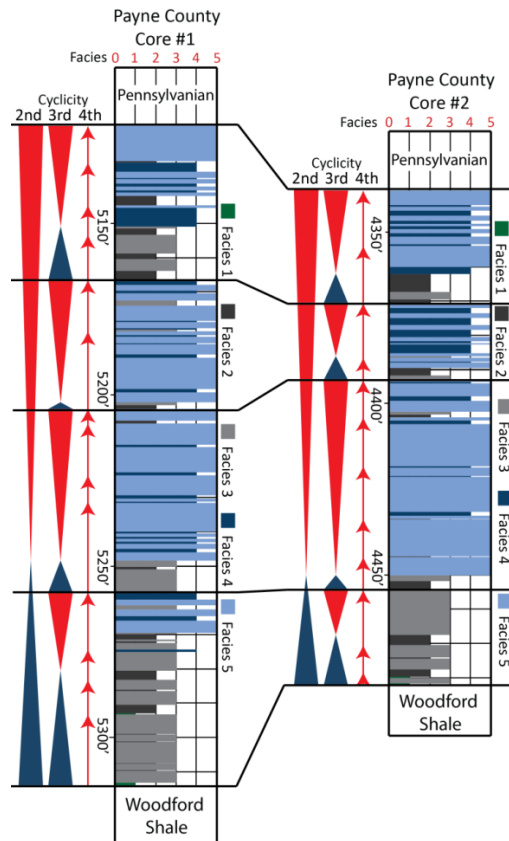 Payne County
Core #1
Facies 0 1 2 3 4 5
Cyclicity
2nd 3rd 4th
Pennsylvanian
5150'
5200'
5250'
5300'
Facies 1
Facies 2
Facies 3
Facies 4
Facies 5
Woodford
Shale
Payne County
Core #2
Facies 0 1 2 3 4 5
Cyclicity
2nd 3rd 4th
Pennsylvanian
4350'
4400'
4450'
Facies 1
Facies 2
Facies 3
Facies 4
Facies 5
Woodford
Shale